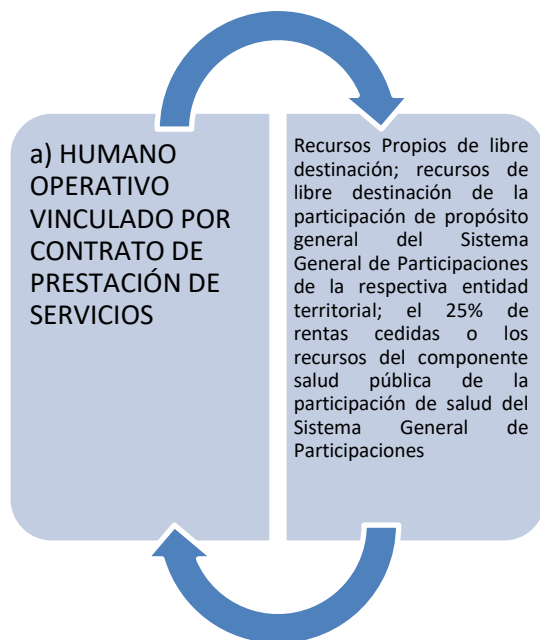 a) HUMANO
OPERATIVO
VINCULADO POR
CONTRATO DE
PRESTACIÓN DE
SERVICIOS
Recursos Propios de libre
destinación; recursos de
libre destinación de la
participación de propósito
general del Sistema
General de Participaciones
de la respectiva entidad
territorial; el 25% de
rentas cedidas o los
recursos del componente
salud pública de la
participación de salud del
Sistema General de
Participaciones